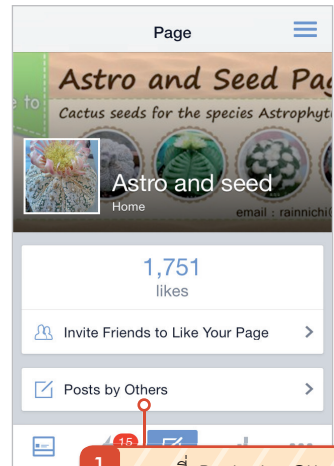 Page
Astro and Seed Pag
e to
Cactus seeds for the species Astrophyt
Astro and seed
Home
email : rainnichi
1,751
likes
Invite Friends to Like Your Page
Posts by Others
15
1